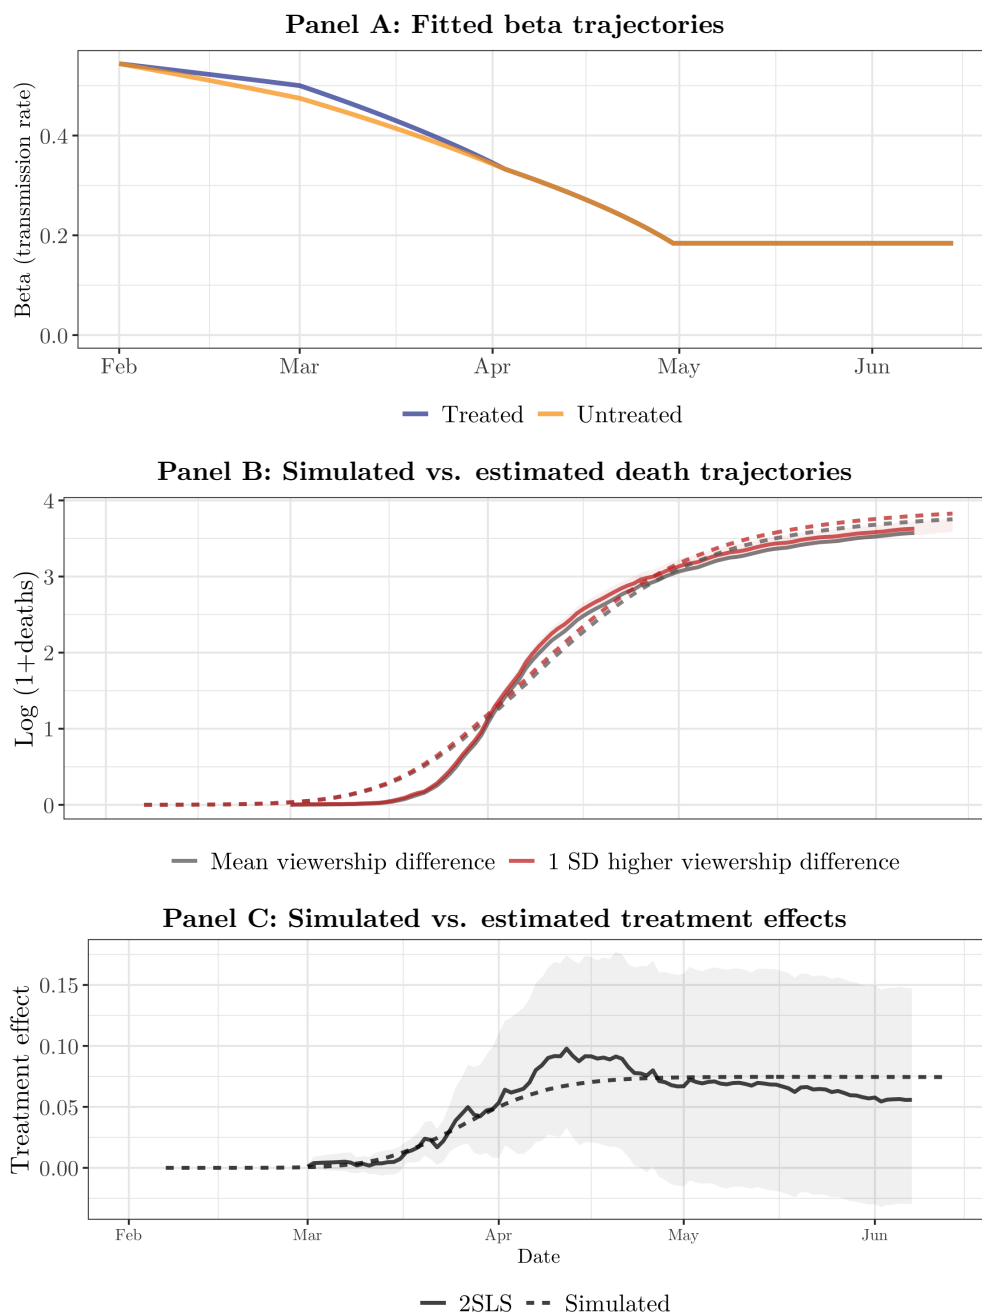 Panel A: Fitted beta trajectories
Beta (transmission rate)
0.4
0.2
0.0
Feb Mar Apr May Jun
Treated Untreated
Panel B: Simulated vs. estimated death trajectories
Log (1+deaths)
4
3
2
1
0
Mean viewership difference 1 SD higher viewership difference
Panel C: Simulated vs. estimated treatment effects
Treatment effect
0.15
0.10
0.05
0.00
Feb Mar Apr May Jun
Date
2SLS Simulated